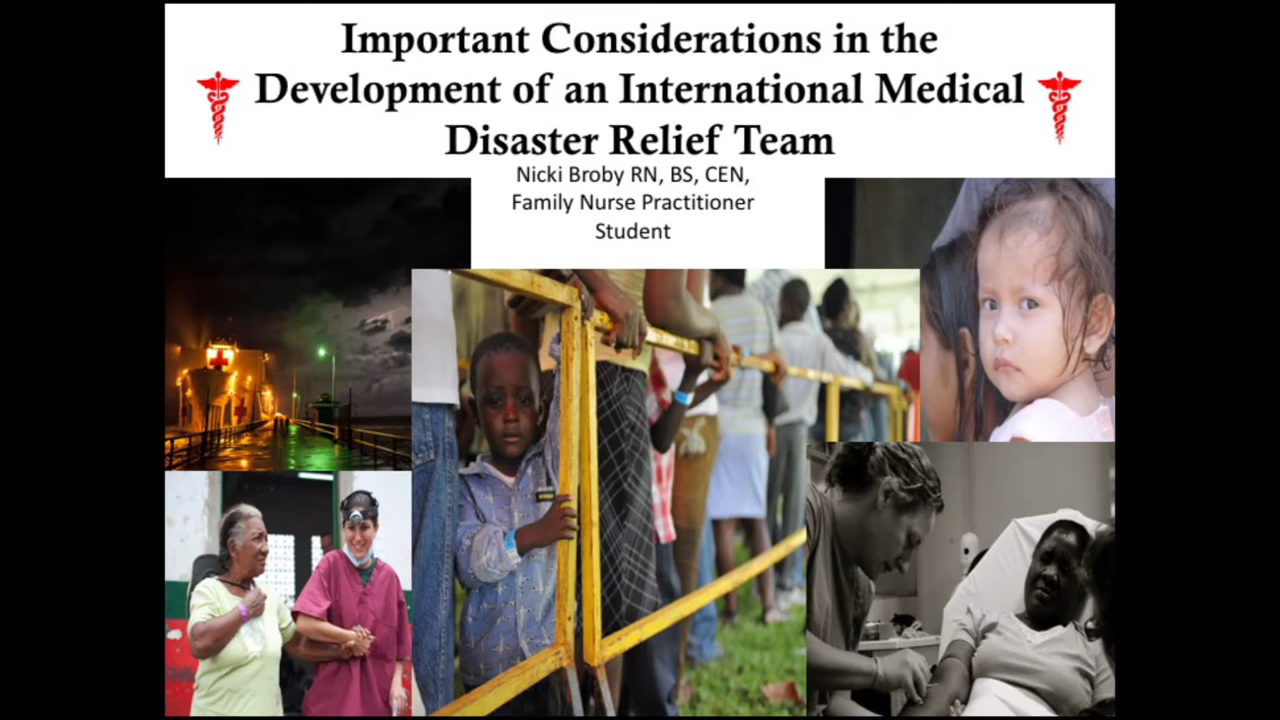 Important Considerations in the
Development of an International Medical
Disaster Relief Team
Nicki Broby RN, BS, CEN,
Family Nurse Practitioner
Student